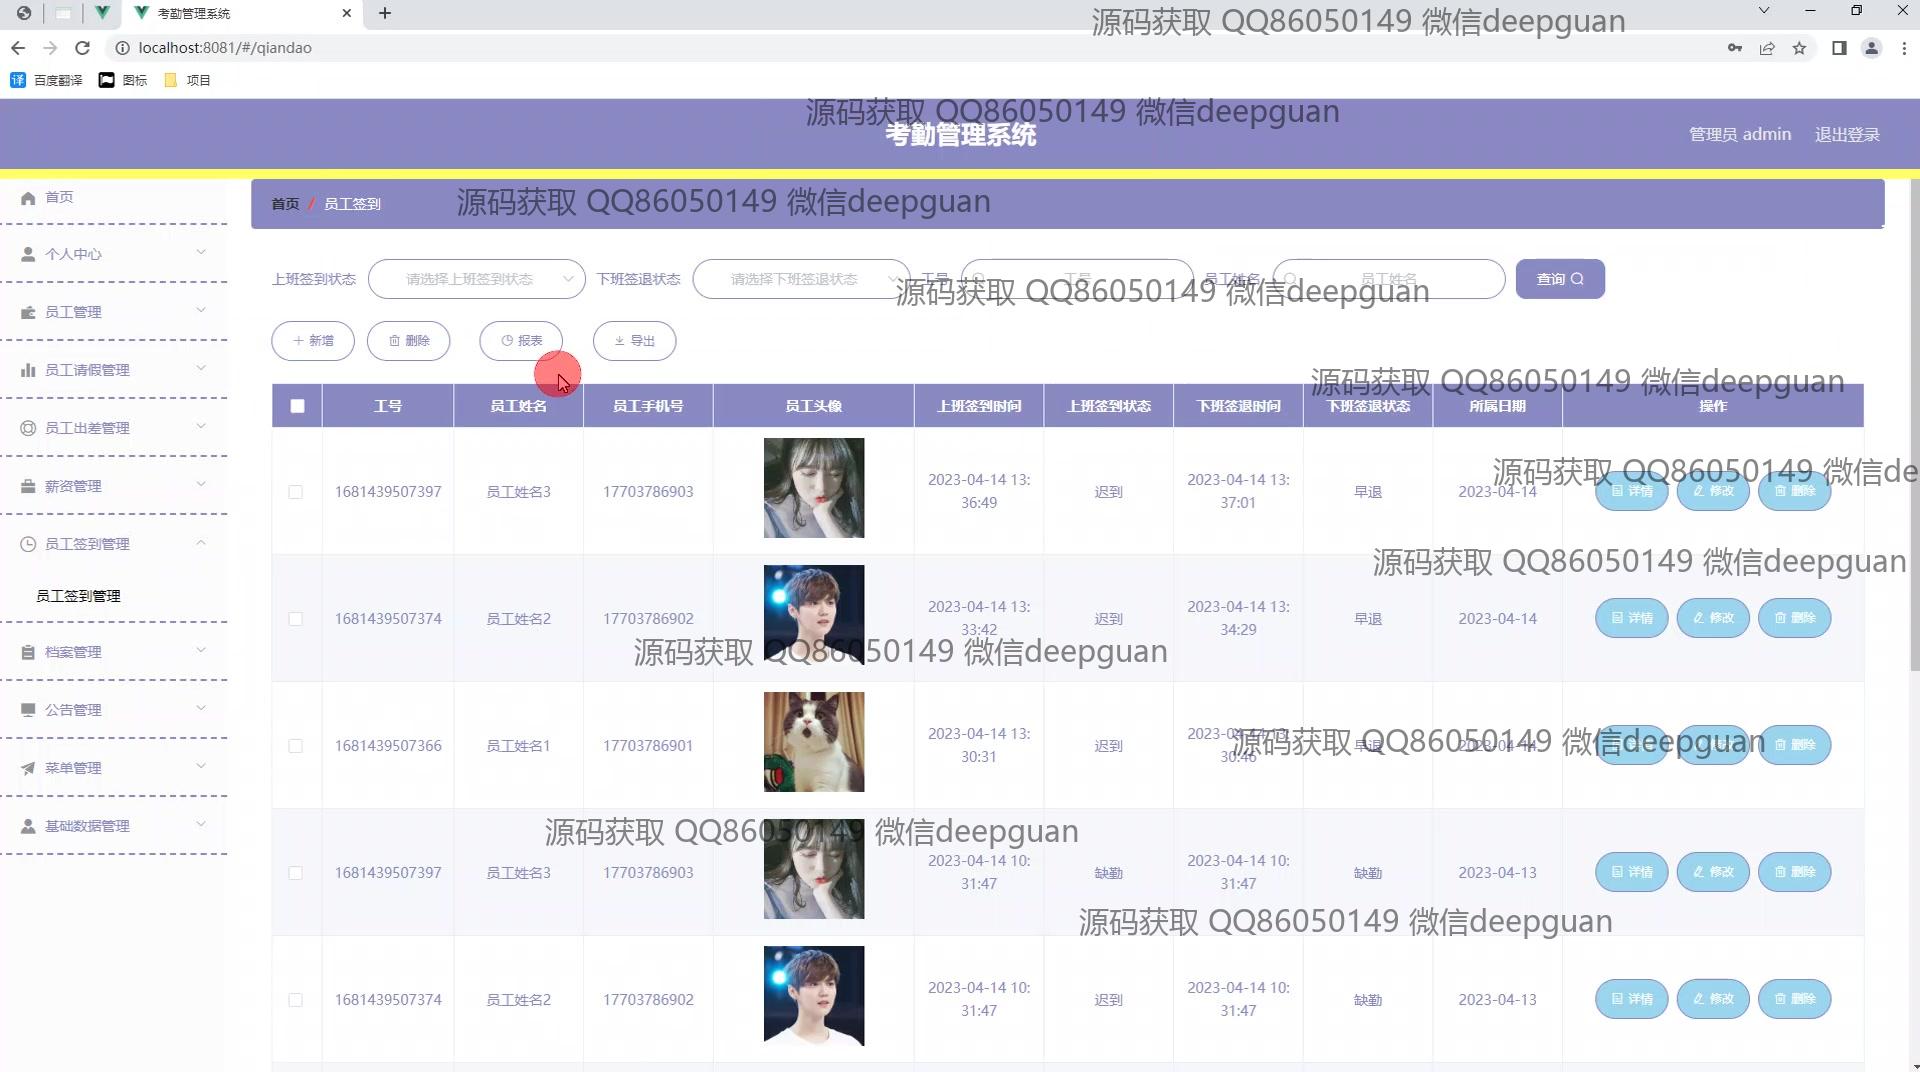 考勤管理系统
源码获取 QQ86050149 微信deepguan
localhost:8081/#/qiandao
百度翻译 图标 项目
源码获取 QQ86050149 微信deepguan
考勤管理系统
管理员 admin 退出登录
首页
首页 / 员工签到
源码获取 QQ86050149 微信deepguan
个人中心
上班签到状态 请选择上班签到状态 下班签退状态 请选择下班签退状态 工号 工号 员工姓名 员工姓名 查询
源码获取 QQ86050149 微信deepguan
员工管理
新增 删除 报表 导出
员工请假管理
源码获取 QQ86050149 微信deepguan
工号 员工姓名 员工手机号 员工头像 上班签到时间 上班签到状态 下班签退时间 下班签退状态 所属日期 操作
员工出差管理
薪资管理
源码获取 QQ86050149 微信de
1681439507397 员工姓名3 17703786903 2023-04-14 13:36:49 迟到 2023-04-14 13:37:01 早退 2023-04-14 详情 修改 删除
员工签到管理
源码获取 QQ86050149 微信deepguan
员工签到管理
1681439507374 员工姓名2 17703786902 2023-04-14 13:33:42 迟到 2023-04-14 13:34:29 早退 2023-04-14 详情 修改 删除
档案管理
源码获取 QQ86050149 微信deepguan
公告管理
1681439507366 员工姓名1 17703786901 2023-04-14 13:30:31 迟到 2023-04-14 13:30:46 早退 2023-04-14 删除
源码获取 QQ86050149 微信deepguan
菜单管理
基础数据管理
源码获取 QQ86050149 微信deepguan
1681439507397 员工姓名3 17703786903 2023-04-14 10:31:47 缺勤 2023-04-14 10:31:47 缺勤 2023-04-13 详情 修改 删除
源码获取 QQ86050149 微信deepguan
1681439507374 员工姓名2 17703786902 2023-04-14 10:31:47 迟到 2023-04-14 10:31:47 缺勤 2023-04-13 详情 修改 删除